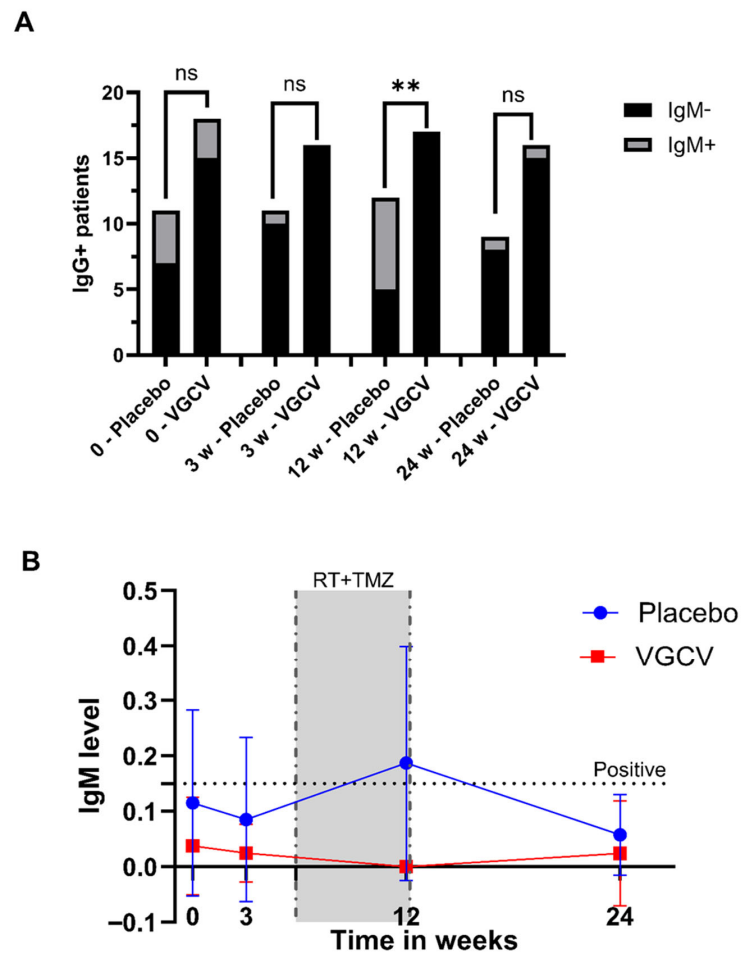 A
ns
ns
**
ns
IgM-
IgM+
IgG+ patients
20
15
10
5
0
0 - Placebo
0 - VGCV
3 w - Placebo
3 w - VGCV
12 w - Placebo
12 w - VGCV
24 w - Placebo
24 w - VGCV
B
RT+TMZ
Placebo
VGCV
Positive
IgM level
0.5
0.4
0.3
0.2
0.1
0.0
–0.1
0
3
12
24
Time in weeks